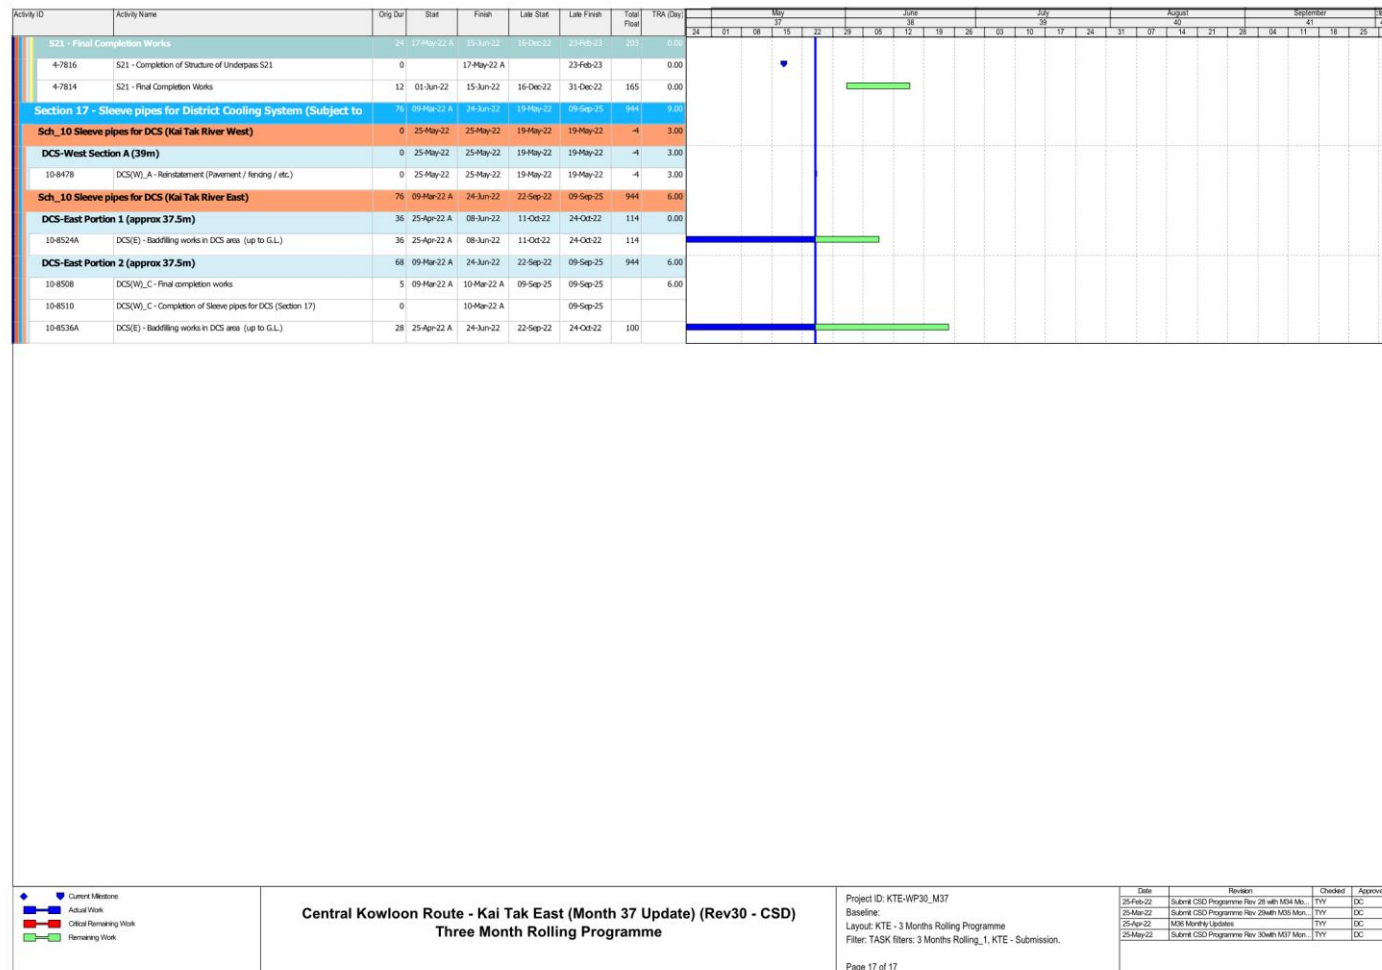 Activity ID Activity Name Orig Dur Start Finish Late Start Late Finish Total Float TRA (Day)
May June July August September
37 38 39 40 41
24 01 08 15 22 29 05 12 19 26 03 10 17 24 31 07 14 21 28 04 11 18 25
S21 - Final Completion Works 24 17-May-22 A 15-Jun-22 16-Dec-22 23-Feb-23 203 0.00
4-7816 S21 - Completion of Structure of Underpass S21 0 17-May-22 A 23-Feb-23 0.00
4-7814 S21 - Final Completion Works 12 01-Jun-22 15-Jun-22 16-Dec-22 31-Dec-22 165 0.00
Section 17 - Sleeve pipes for District Cooling System (Subject to 76 09-Mar-22 A 24-Jun-22 19-May-22 09-Sep-25 944 9.00
Sch_10 Sleeve pipes for DCS (Kai Tak River West) 0 25-May-22 25-May-22 19-May-22 19-May-22 -4 3.00
DCS-West Section A (39m) 0 25-May-22 25-May-22 19-May-22 19-May-22 -4 3.00
10-8478 DCS(W)_A - Reinstatement (Pavement / fencing / etc.) 0 25-May-22 25-May-22 19-May-22 19-May-22 -4 3.00
Sch_10 Sleeve pipes for DCS (Kai Tak River East) 76 09-Mar-22 A 24-Jun-22 22-Sep-22 09-Sep-25 944 6.00
DCS-East Portion 1 (approx 37.5m) 36 25-Apr-22 A 08-Jun-22 11-Oct-22 24-Oct-22 114 0.00
10-8524A DCS(E) - Backfilling works in DCS area (up to G.L.) 36 25-Apr-22 A 08-Jun-22 11-Oct-22 24-Oct-22 114
DCS-East Portion 2 (approx 37.5m) 68 09-Mar-22 A 24-Jun-22 22-Sep-22 09-Sep-25 944 6.00
10-8508 DCS(W)_C - Final completion works 5 09-Mar-22 A 10-Mar-22 A 09-Sep-25 09-Sep-25 6.00
10-8510 DCS(W)_C - Completion of Sleeve pipes for DCS (Section 17) 0 10-Mar-22 A 09-Sep-25
10-8536A DCS(E) - Backfilling works in DCS area (up to G.L.) 28 25-Apr-22 A 24-Jun-22 22-Sep-22 24-Oct-22 100
Current Milestone
Actual Work
Critical Remaining Work
Remaining Work
Central Kowloon Route - Kai Tak East (Month 37 Update) (Rev30 - CSD)
Three Month Rolling Programme
Project ID: KTE-WP30_M37
Baseline:
Layout: KTE - 3 Months Rolling Programme
Filter: TASK filters: 3 Months Rolling_1, KTE - Submission.
Page 17 of 17
Date Revision Checked Approve
25-Feb-22 Submit CSD Programme Rev 28 with M34 Mo... TYY DC
25-Mar-22 Submit CSD Programme Rev 29with M35 Mon... TYY DC
25-Apr-22 M36 Monthly Updates TYY DC
25-May-22 Submit CSD Programme Rev 30with M37 Mon... TYY DC